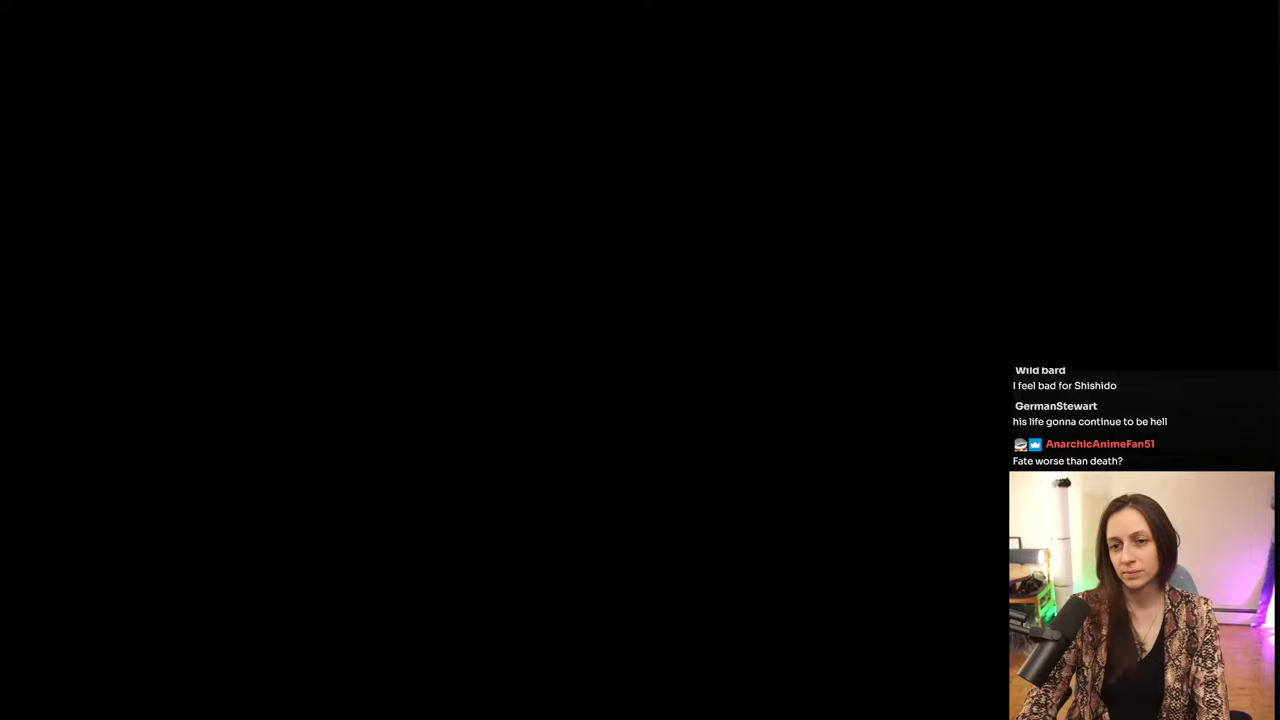 Wild bard
I feel bad for Shishido
GermanStewart
his life gonna continue to be hell
AnarchicAnimeFan51
Fate worse than death?